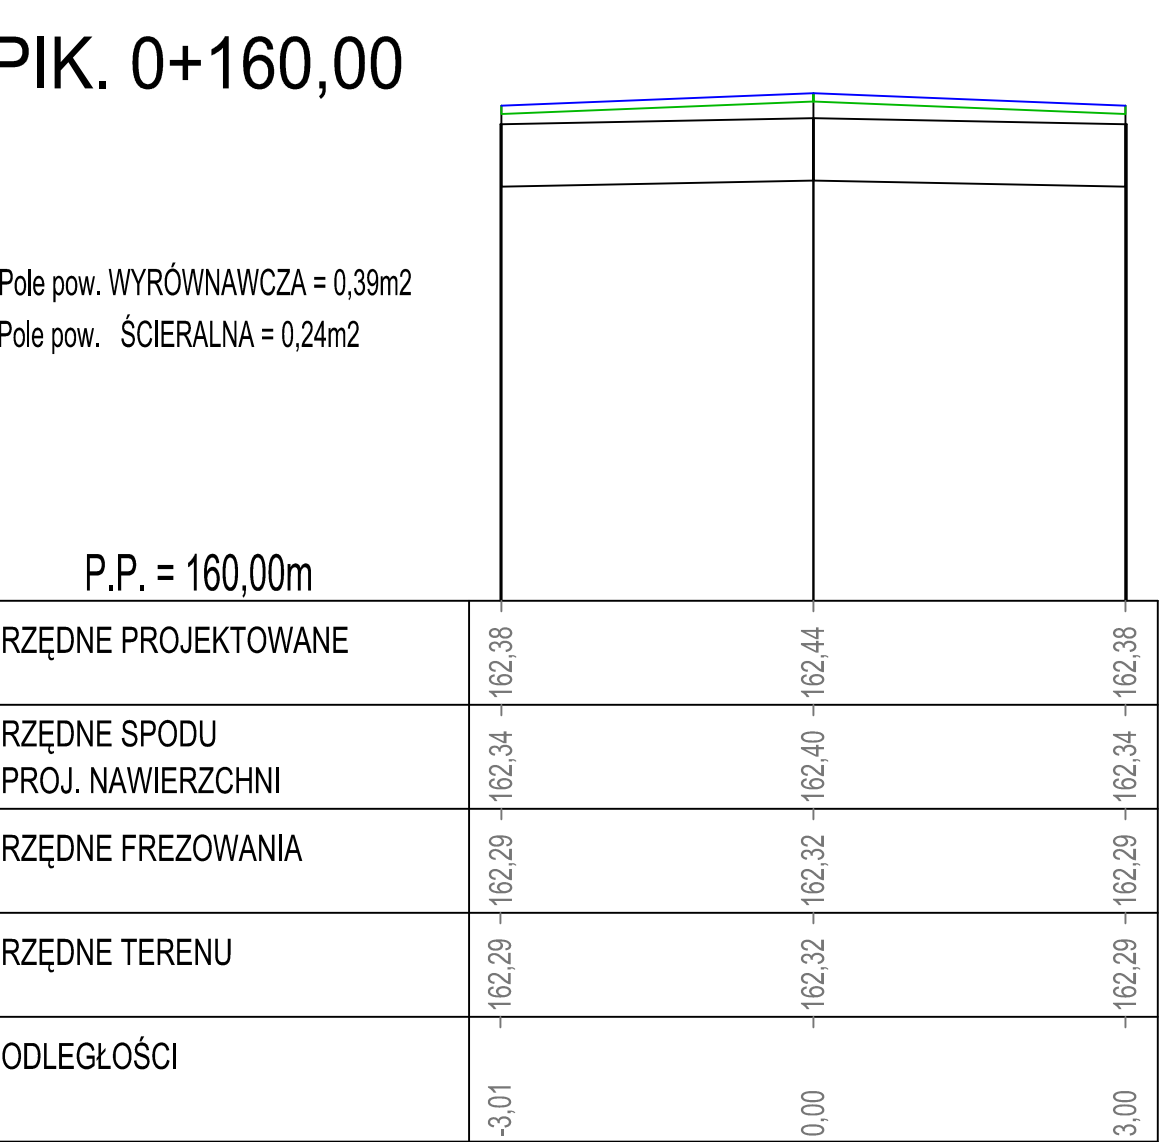 PIK. 0+160,00
Pole pow. WYRÓWNAWCZA = 0,39m2
Pole pow. ŚCIERALNA = 0,24m2
P.P. = 160,00m
RZĘDNE PROJEKTOWANE 162,38 162,44 162,38
RZĘDNE SPODU
PROJ. NAWIERZCHNI 162,34 162,40 162,34
RZĘDNE FREZOWANIA 162,29 162,32 162,29
RZĘDNE TERENU 162,29 162,32 162,29
ODLEGŁOŚCI -3,01 0,00 3,00